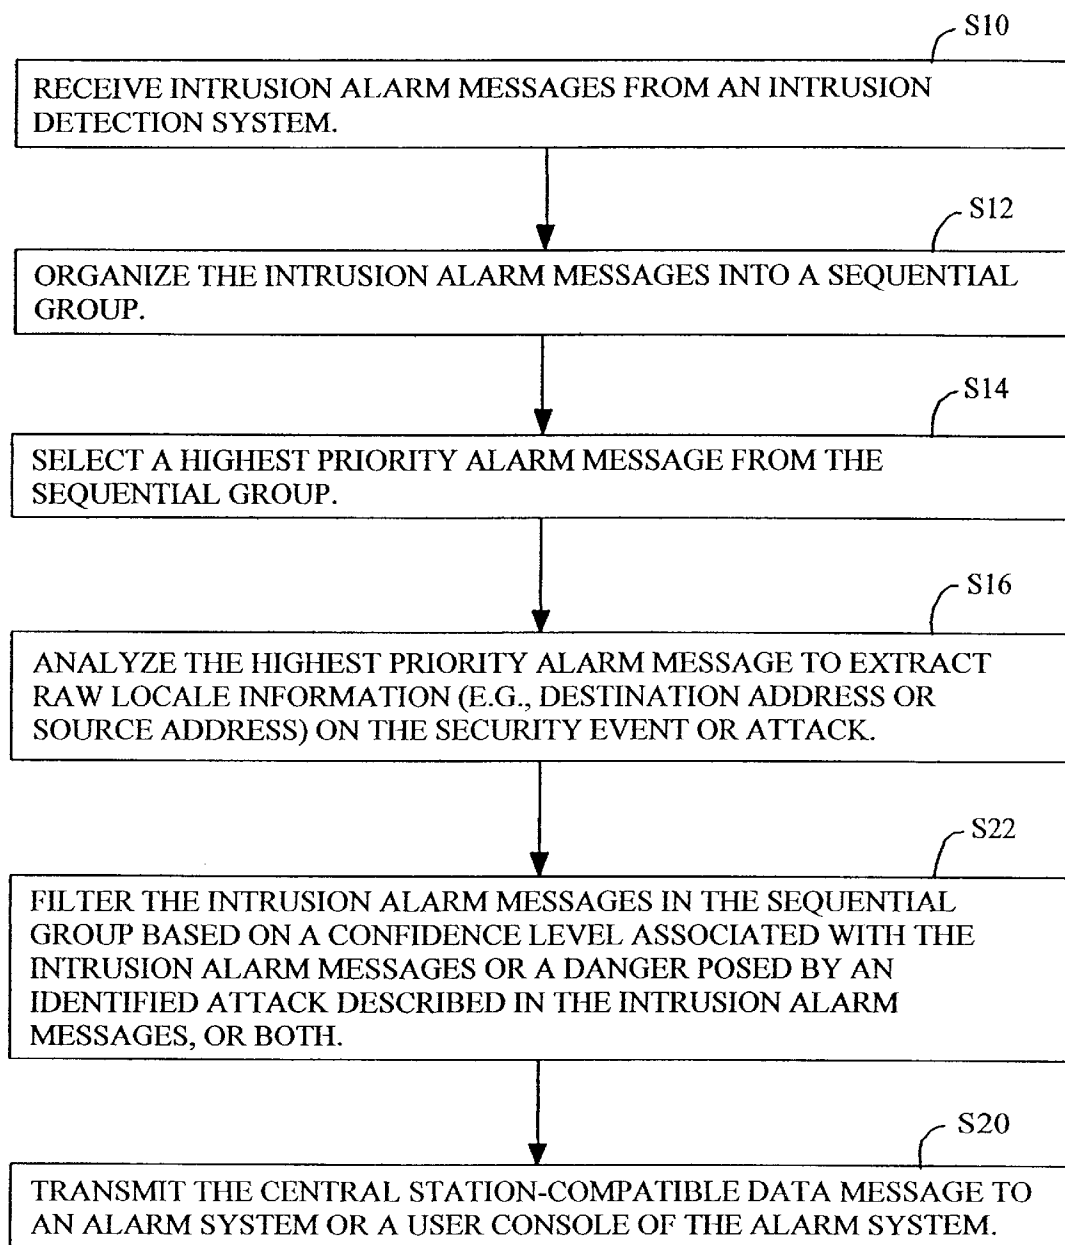 S10
RECEIVE INTRUSION ALARM MESSAGES FROM AN INTRUSION
DETECTION SYSTEM.
S12
ORGANIZE THE INTRUSION ALARM MESSAGES INTO A SEQUENTIAL
GROUP.
S14
SELECT A HIGHEST PRIORITY ALARM MESSAGE FROM THE
SEQUENTIAL GROUP.
S16
ANALYZE THE HIGHEST PRIORITY ALARM MESSAGE TO EXTRACT
RAW LOCALE INFORMATION (E.G., DESTINATION ADDRESS OR
SOURCE ADDRESS) ON THE SECURITY EVENT OR ATTACK.
S22
FILTER THE INTRUSION ALARM MESSAGES IN THE SEQUENTIAL
GROUP BASED ON A CONFIDENCE LEVEL ASSOCIATED WITH THE
INTRUSION ALARM MESSAGES OR A DANGER POSED BY AN
IDENTIFIED ATTACK DESCRIBED IN THE INTRUSION ALARM
MESSAGES, OR BOTH.
S20
TRANSMIT THE CENTRAL STATION-COMPATIBLE DATA MESSAGE TO
AN ALARM SYSTEM OR A USER CONSOLE OF THE ALARM SYSTEM.